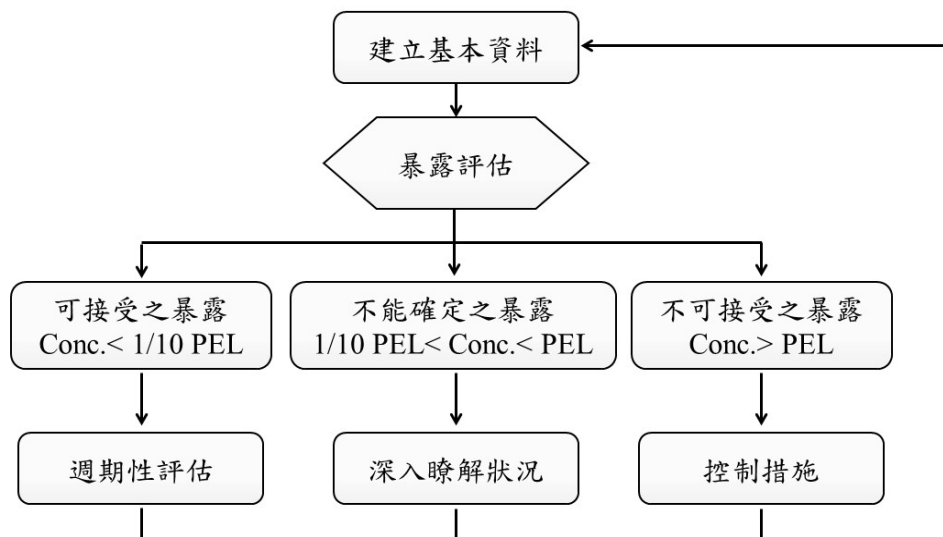 建立基本資料
暴露評估
可接受之暴露
Conc.< 1/10 PEL
不能確定之暴露
1/10 PEL< Conc.< PEL
不可接受之暴露
Conc.> PEL
週期性評估
深入瞭解狀況
控制措施